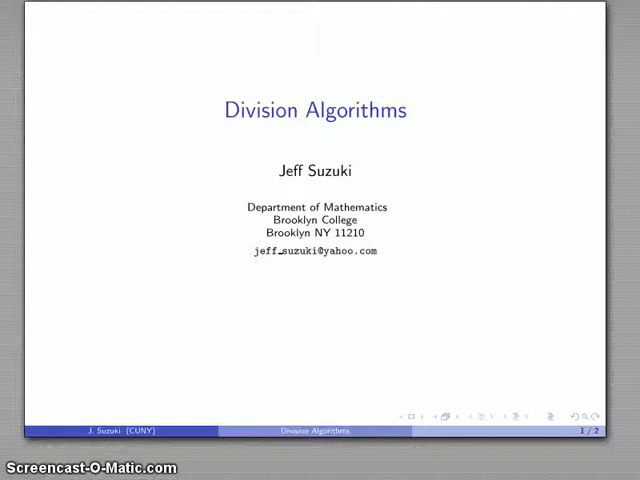 Division Algorithms
Jeff Suzuki
Department of Mathematics
Brooklyn College
Brooklyn NY 11210
jeff_suzuki@yahoo.com
J. Suzuki (CUNY)
Division Algorithms
1 / 2
Screencast-O-Matic.com